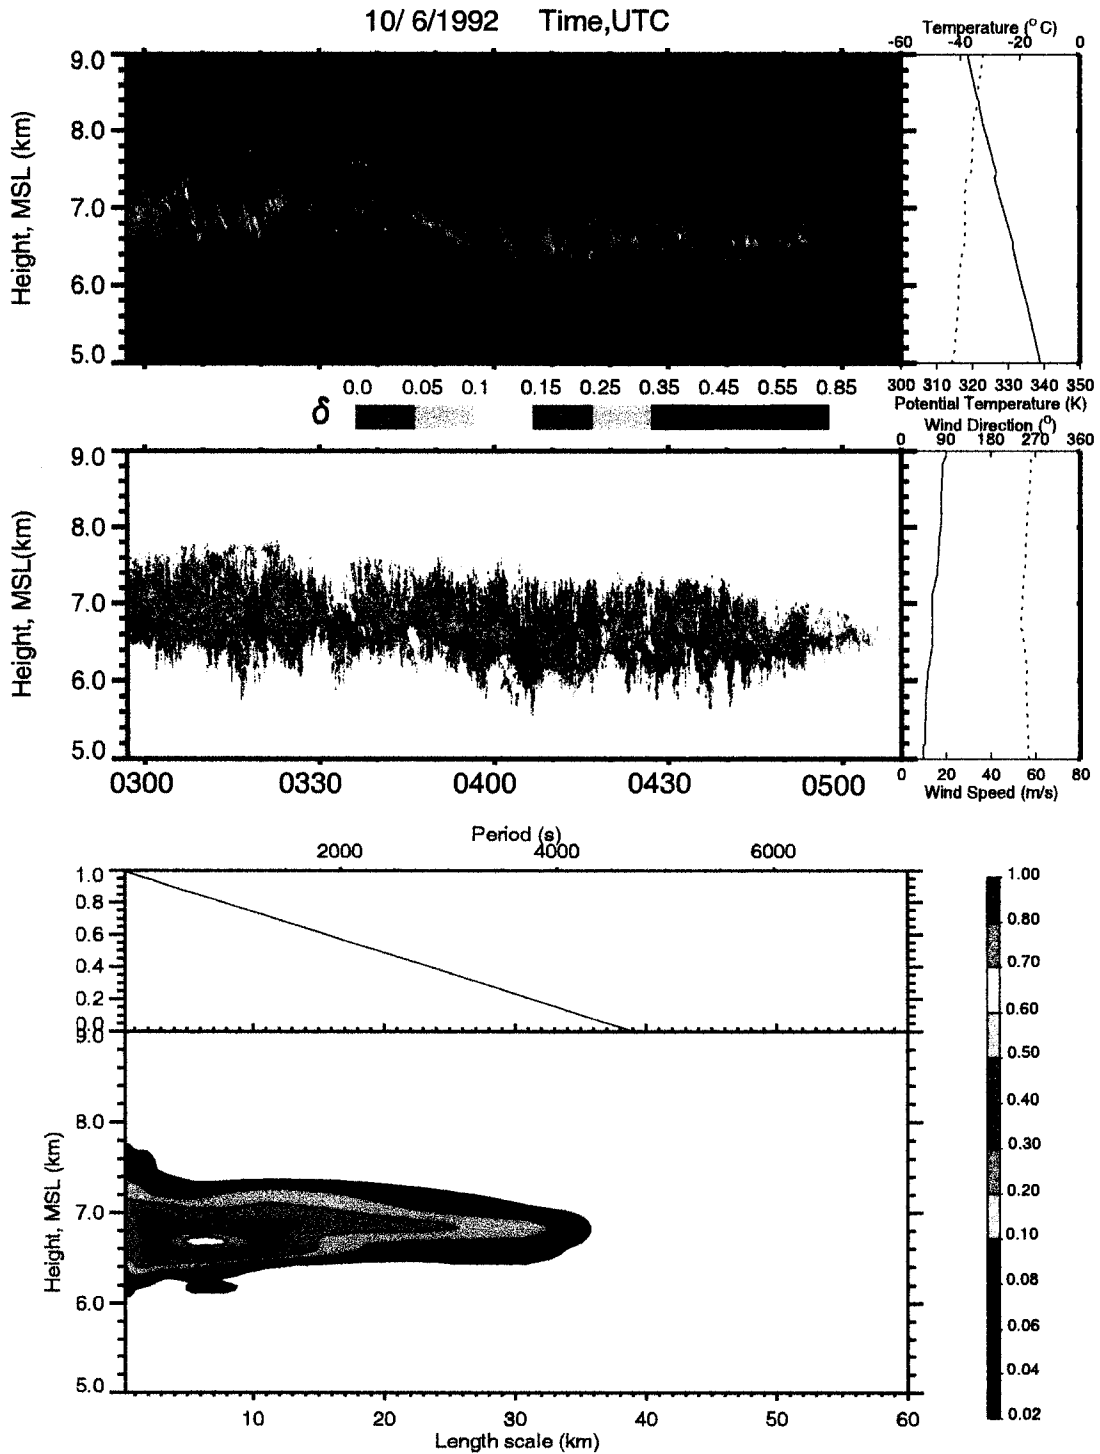 10/ 6/1992 Time,UTC
Temperature (°C)
-60 -40 -20 0
9.0
8.0
7.0
6.0
5.0
Height, MSL (km)
300 310 320 330 340 350
Potential Temperature (K)
δ
0.0 0.05 0.1 0.15 0.25 0.35 0.45 0.55 0.85
Wind Direction (°)
0 90 180 270 360
9.0
8.0
7.0
6.0
5.0
Height, MSL(km)
0300 0330 0400 0430 0500
0 20 40 60 80
Wind Speed (m/s)
Period (s)
2000 4000 6000
1.0
0.8
0.6
0.4
0.2
0.0
9.0
8.0
7.0
6.0
5.0
Height, MSL (km)
10 20 30 40 50 60
Length scale (km)
1.00
0.80
0.70
0.60
0.50
0.40
0.30
0.20
0.10
0.08
0.06
0.04
0.02